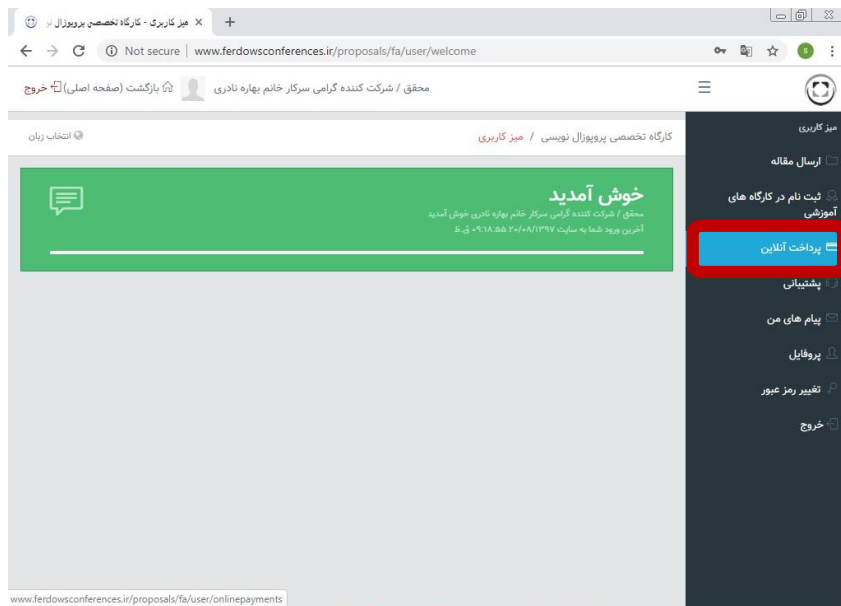 میز کاربری - کارگاه تخصصی پروپوزال نو
Not secure | www.ferdowsconferences.ir/proposals/fa/user/welcome
s
محقق / شرکت کننده گرامی سرکار خانم بهاره نادری
بازگشت (صفحه اصلی)
خروج
کارگاه تخصصی پروپوزال نویسی / میز کاربری
انتخاب زبان
خوش آمدید
محقق / شرکت کننده گرامی سرکار خانم بهاره نادری خوش آمدید
آخرین ورود شما به سایت ۲۰/۰۸/۱۳۹۷ ۰۹:۱۸:۵۵ ق.ظ
میز کاربری
ارسال مقاله
ثبت نام در کارگاه های
آموزشی
پرداخت آنلاین
پشتیبانی
پیام های من
پروفایل
تغییر رمز عبور
خروج
www.ferdowsconferences.ir/proposals/fa/user/onlinepayments